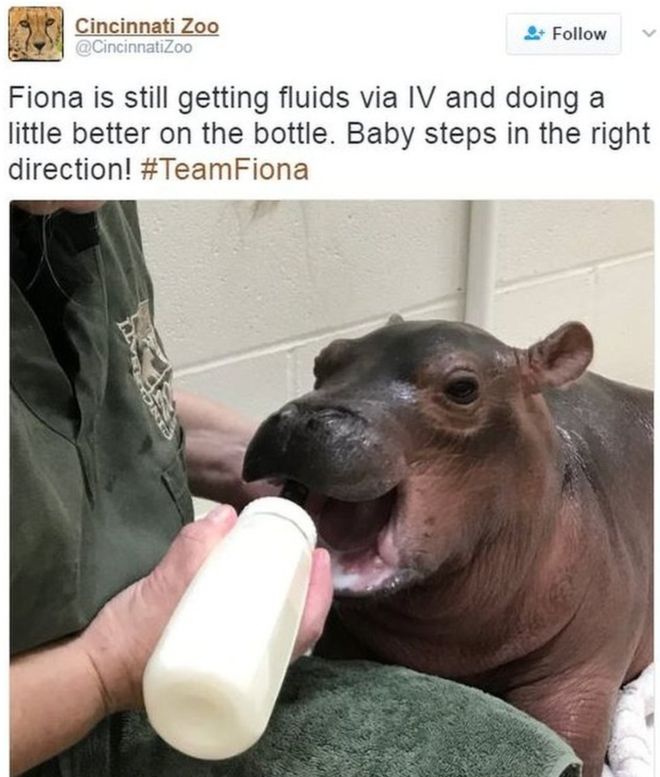 Cincinnati Zoo
@CincinnatiZoo
Follow
Fiona is still getting fluids via IV and doing a
little better on the bottle. Baby steps in the right
direction! #TeamFiona